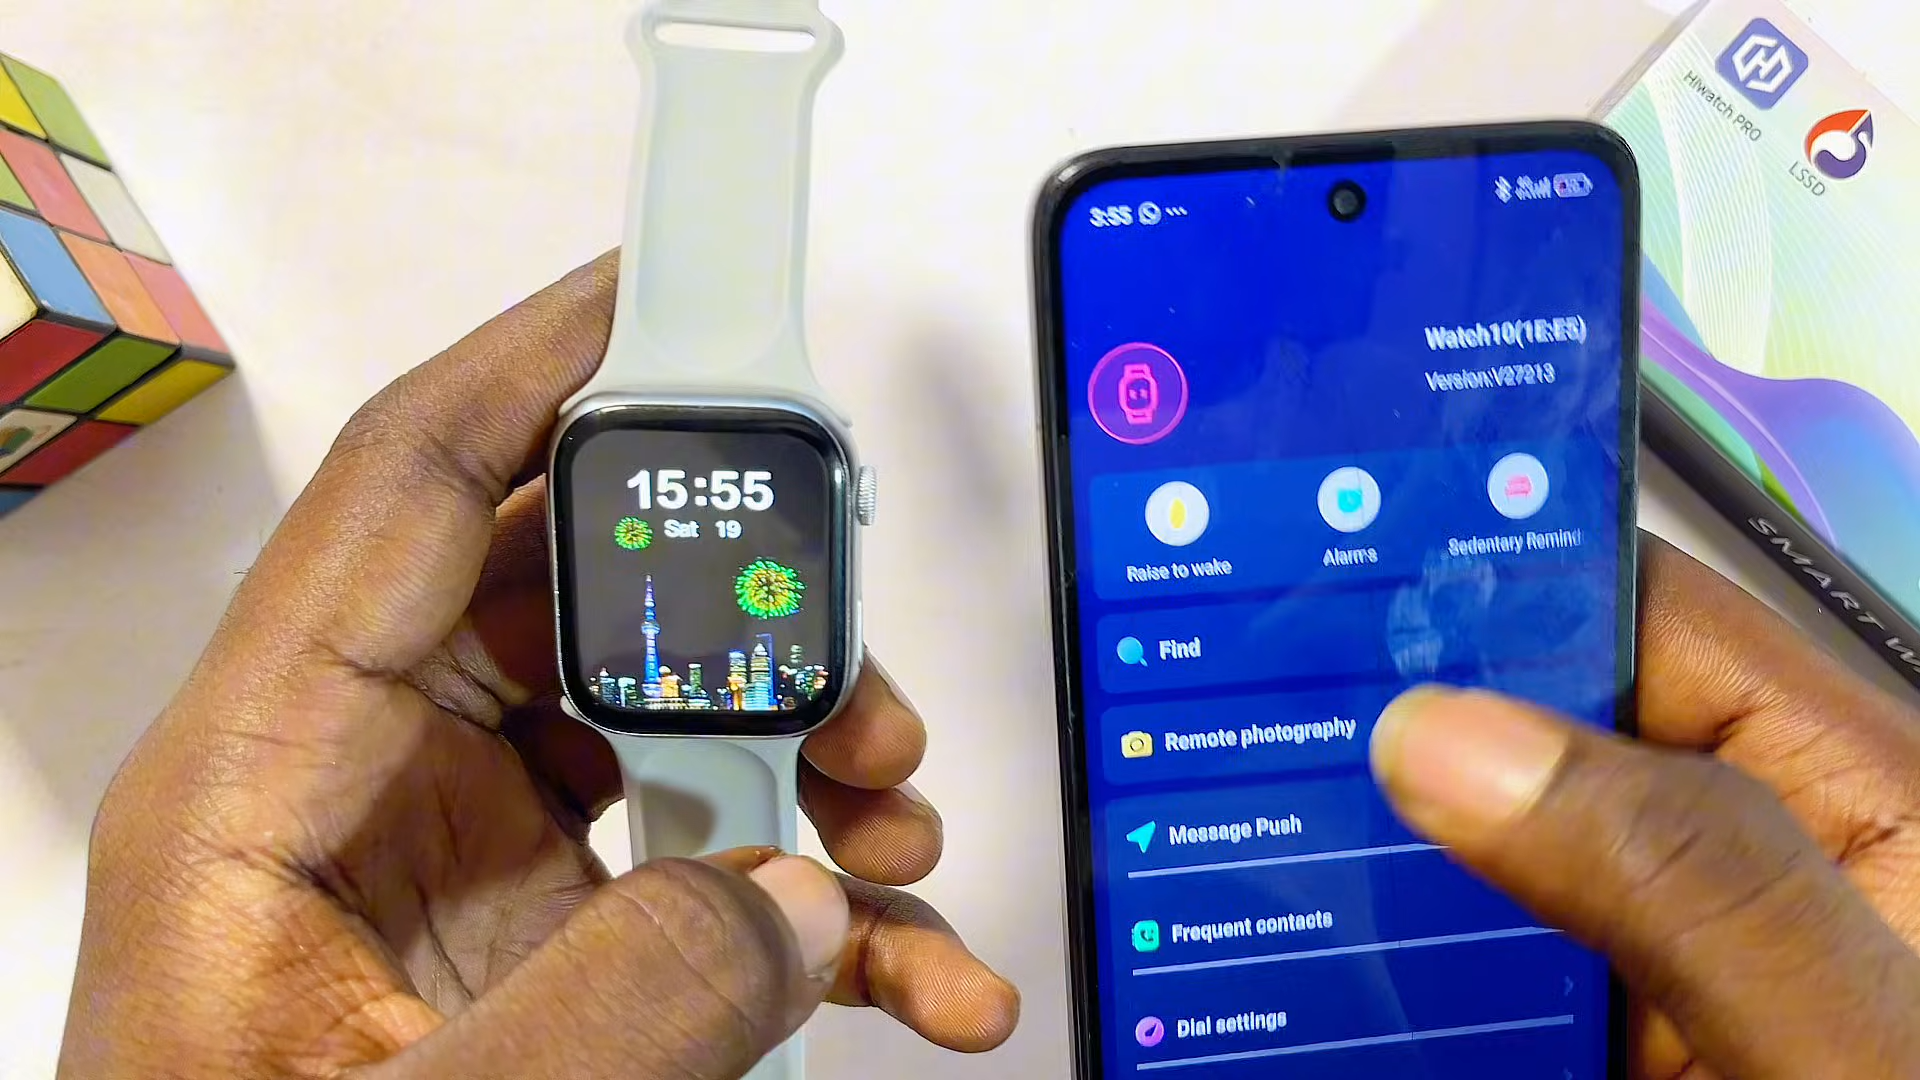 15:55
Sat 19
3:55
Watch10(1E:E5)
Version:V27213
Raise to wake
Alarms
Sedentary Remind
Find
Remote photography
Message Push
Frequent contacts
Dial settings
Hiwatch PRO
LSSD
SMART